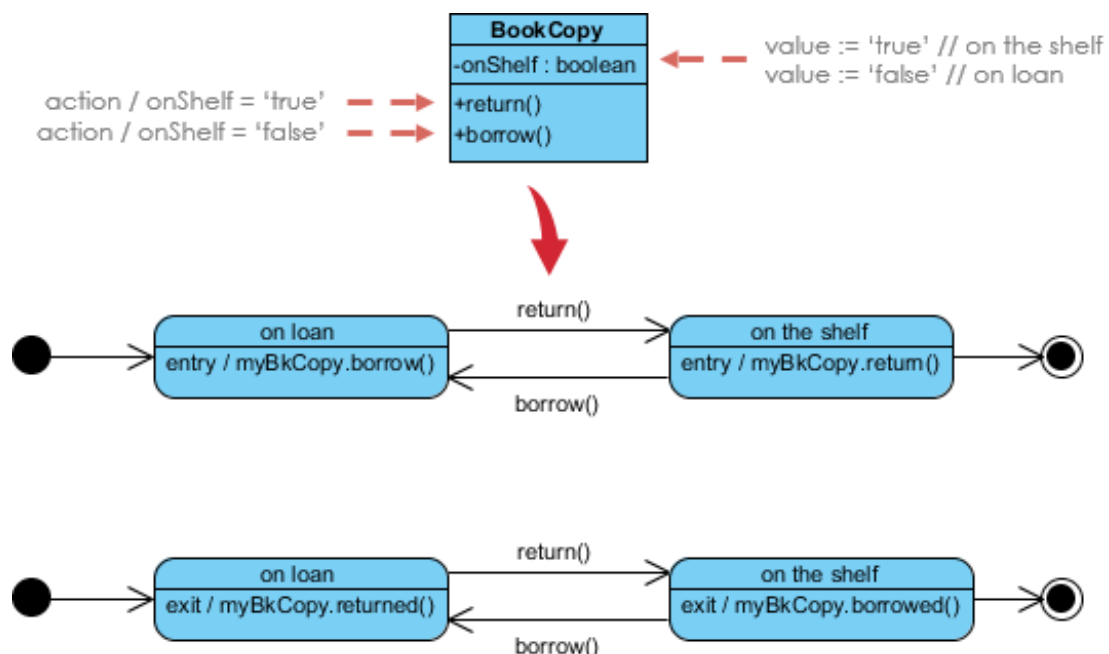 BookCopy
-onShelf : boolean
value := ‘true’ // on the shelf
value := ‘false’ // on loan
action / onShelf = ‘true’
action / onShelf = ‘false’
+return()
+borrow()
return()
on loan
entry / myBkCopy.borrow()
on the shelf
entry / myBkCopy.return()
borrow()
return()
on loan
exit / myBkCopy.returned()
on the shelf
exit / myBkCopy.borrowed()
borrow()